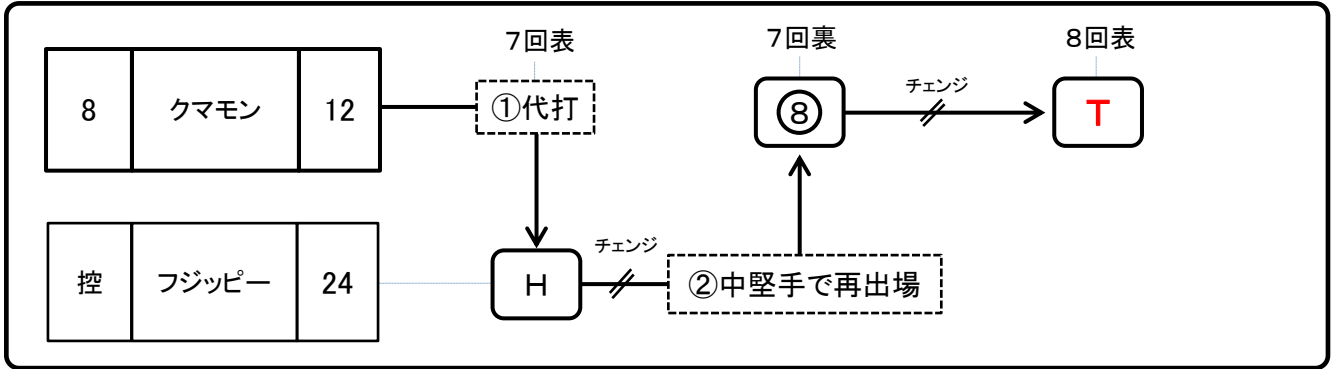 7回表
7回裏
8回表
8 クマモン 12
①代打
⑧
チェンジ
T
控 フジッピー 24
H
チェンジ
②中堅手で再出場